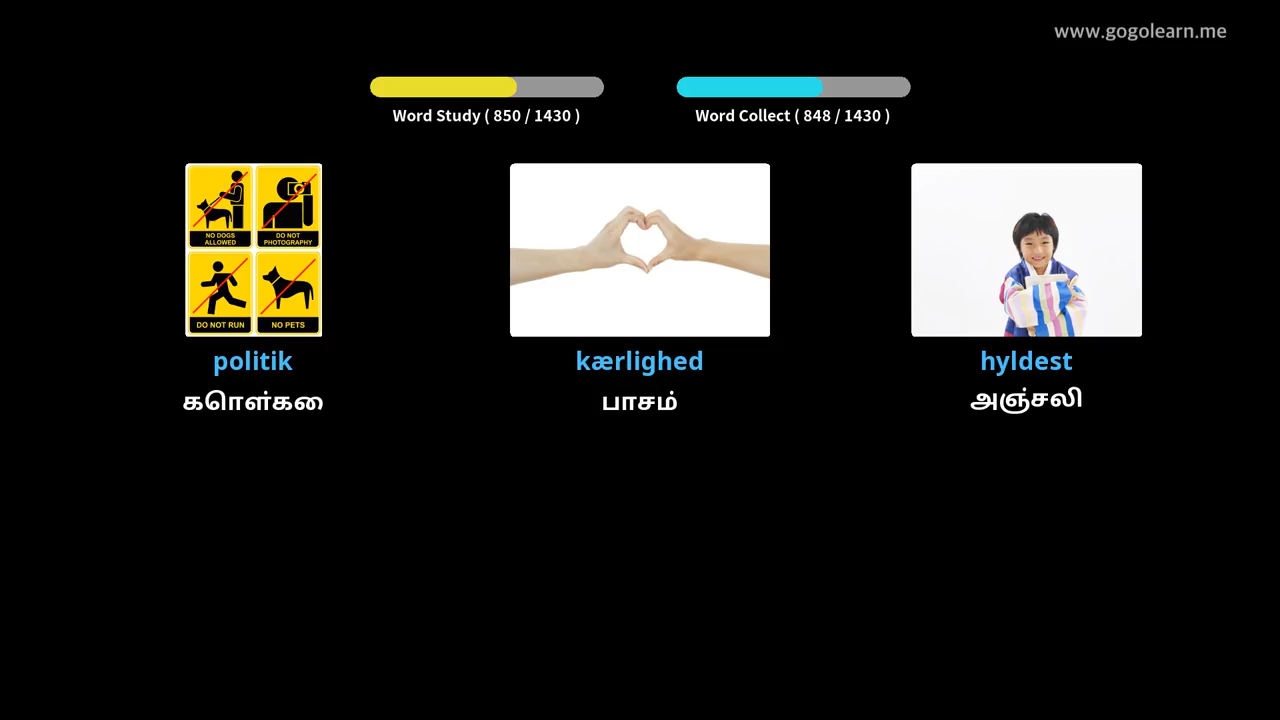 www.gogolearn.me
Word Study ( 850 / 1430 )
Word Collect ( 848 / 1430 )
NO DOGS
ALLOWED
DO NOT
PHOTOGRAPHY
DO NOT RUN
NO PETS
politik
kærlighed
hyldest
கொள்கை
பாசம்
அஞ்சலி